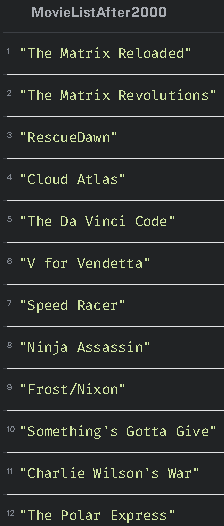 MovieListAfter2000
1 "The Matrix Reloaded"
2 "The Matrix Revolutions"
3 "RescueDawn"
4 "Cloud Atlas"
5 "The Da Vinci Code"
6 "V for Vendetta"
7 "Speed Racer"
8 "Ninja Assassin"
9 "Frost/Nixon"
10 "Something's Gotta Give"
11 "Charlie Wilson's War"
12 "The Polar Express"